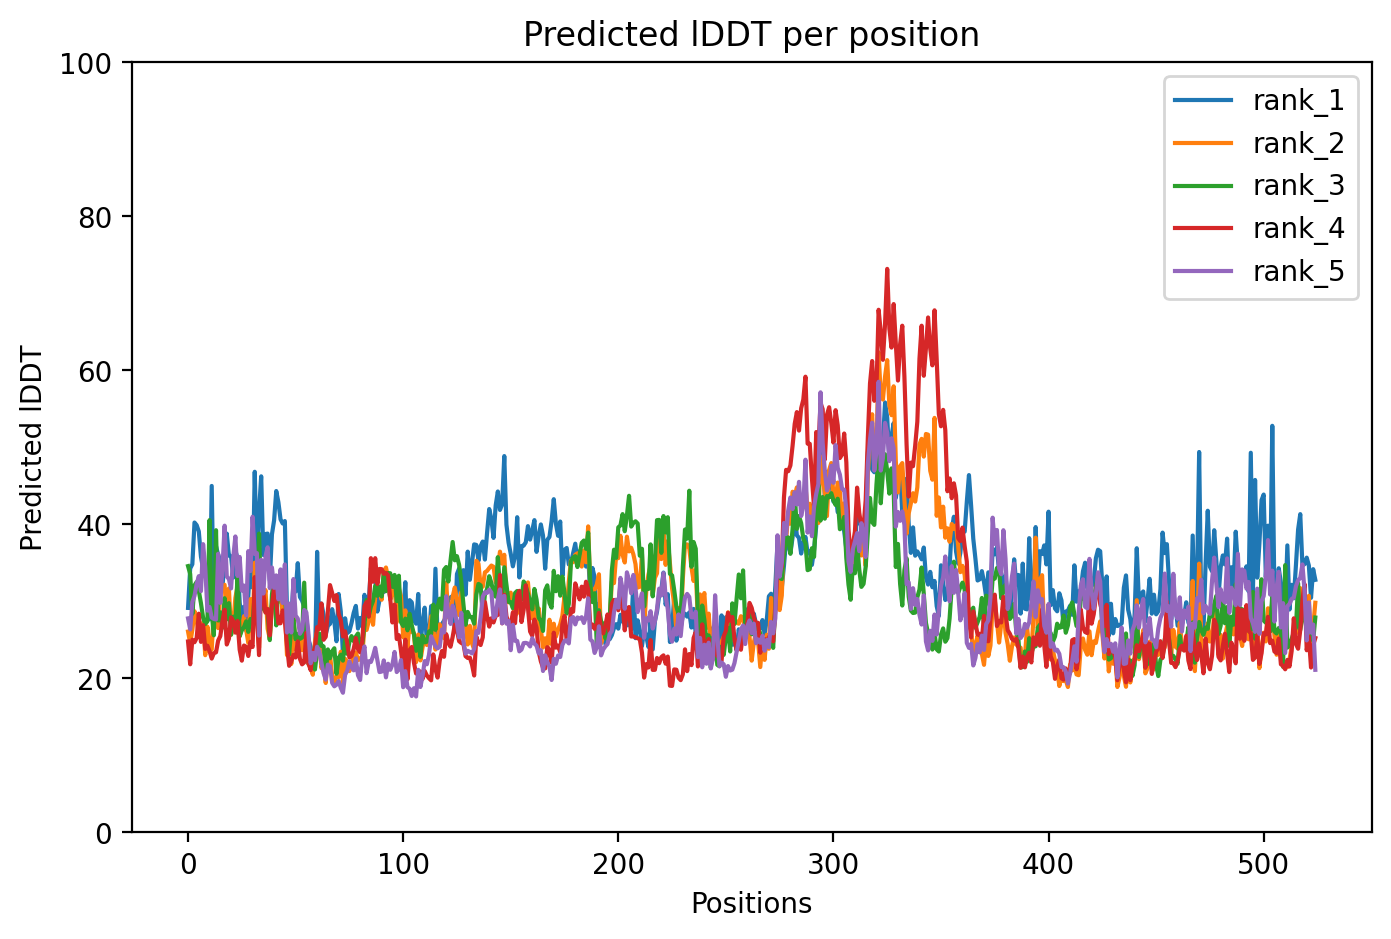 Predicted lDDT per position
100
80
60
40
20
0
Predicted lDDT
rank_1
rank_2
rank_3
rank_4
rank_5
0 100 200 300 400 500
Positions